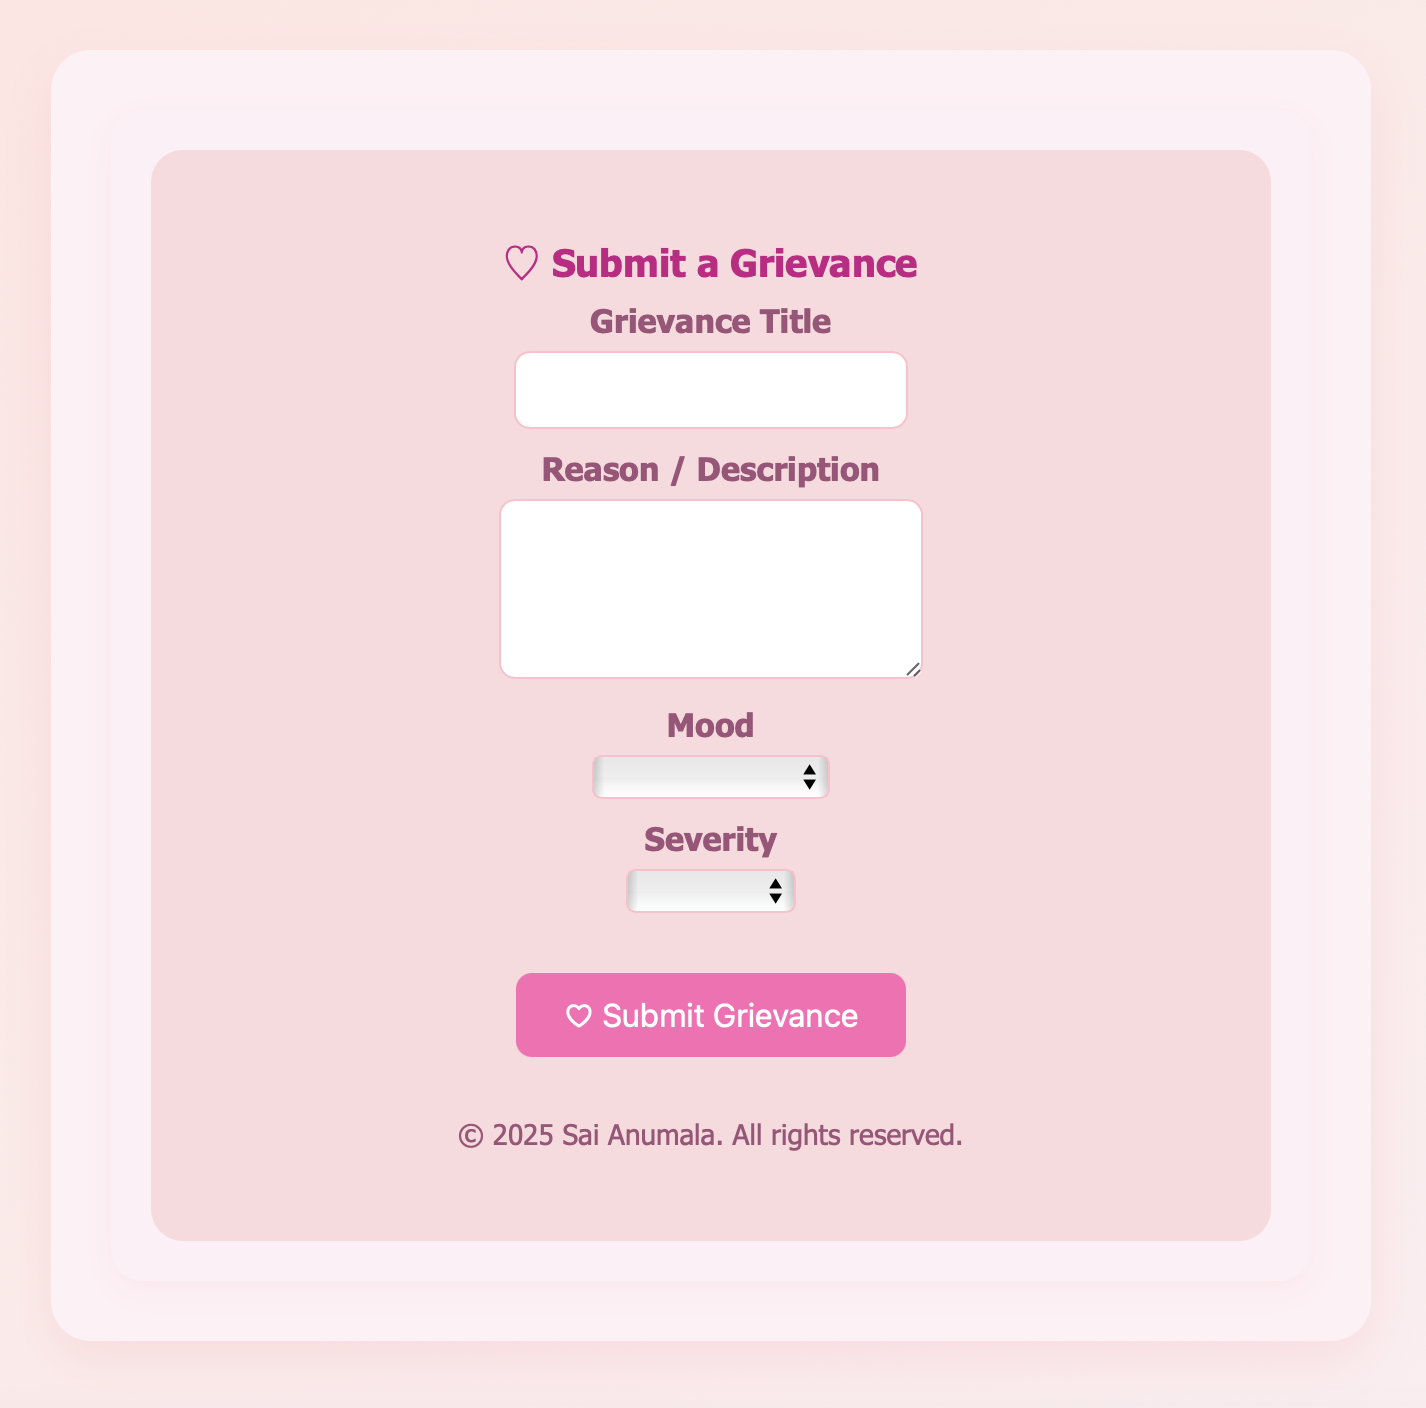 ♡ Submit a Grievance
Grievance Title
Reason / Description
Mood
Severity
♡ Submit Grievance
© 2025 Sai Anumala. All rights reserved.